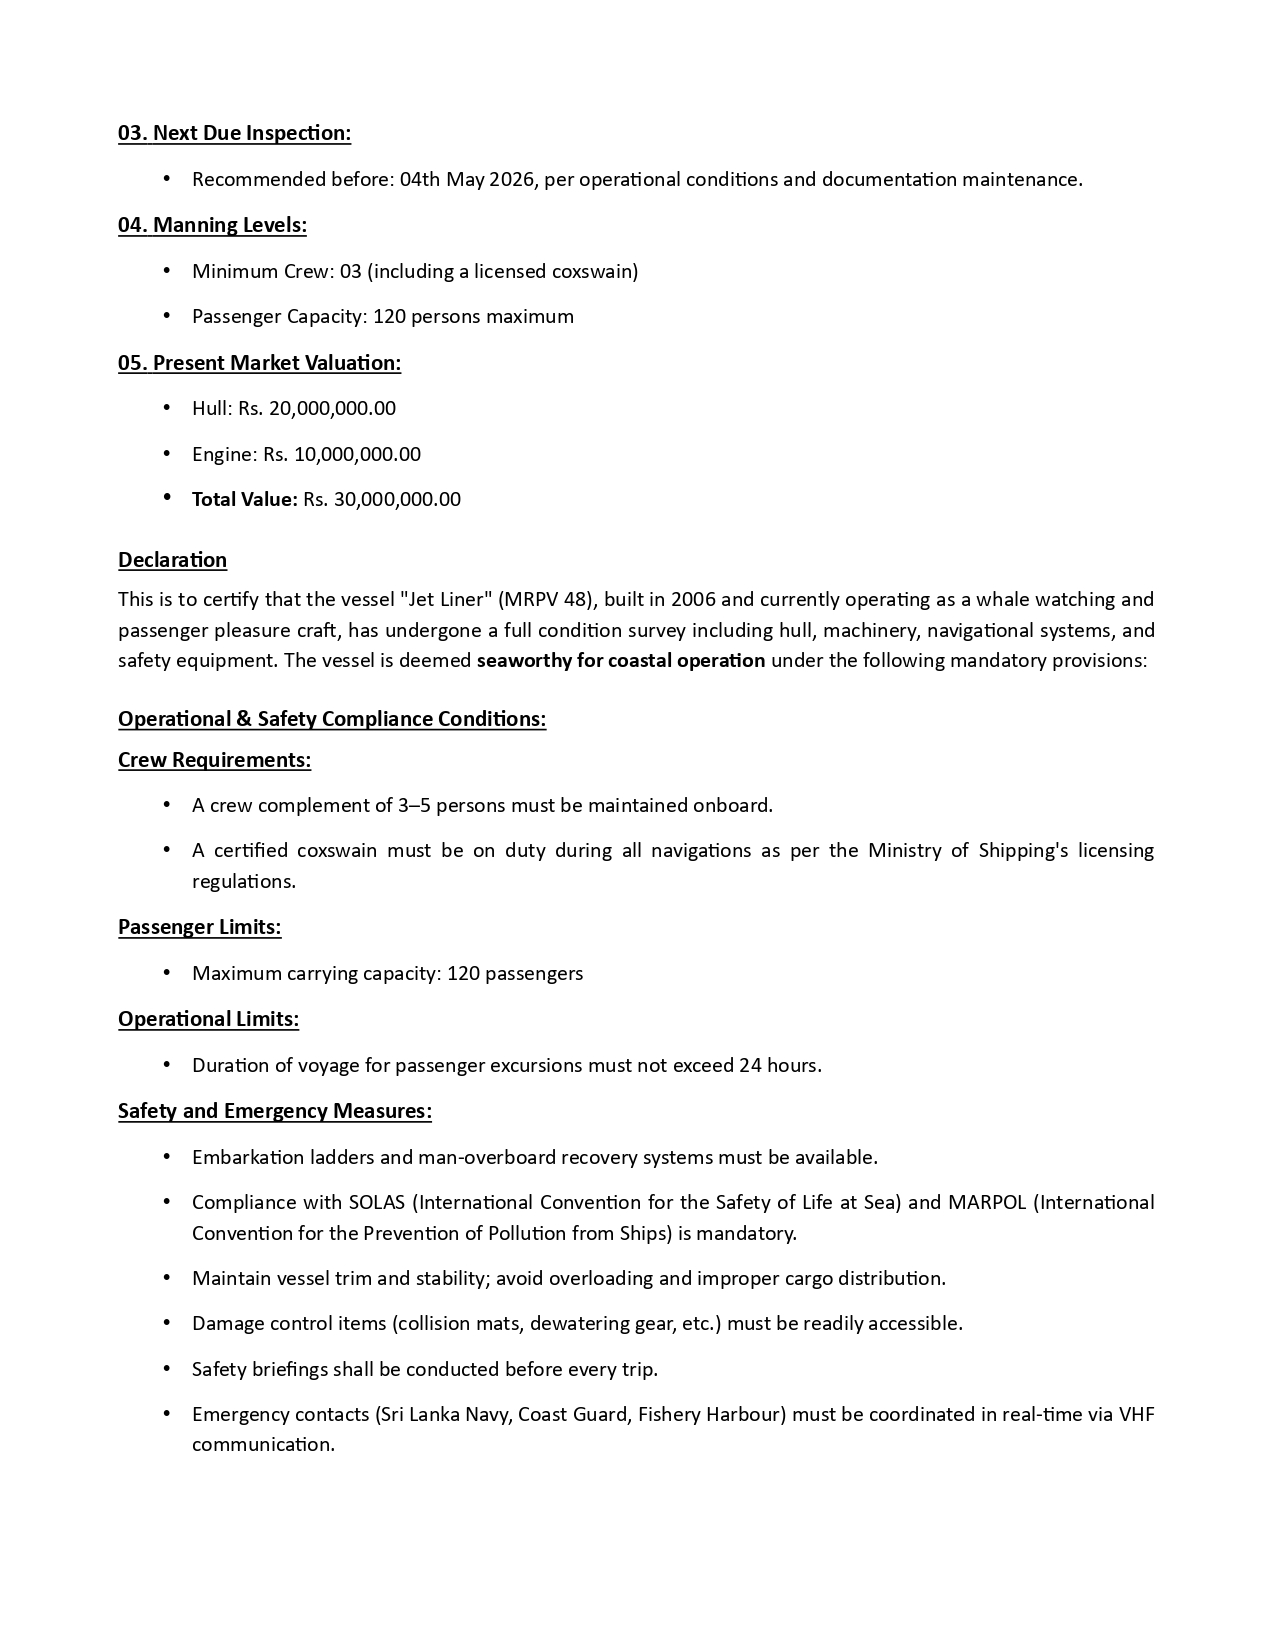 03. Next Due Inspection:
• Recommended before: 04th May 2026, per operational conditions and documentation maintenance.
04. Manning Levels:
• Minimum Crew: 03 (including a licensed coxswain)
• Passenger Capacity: 120 persons maximum
05. Present Market Valuation:
• Hull: Rs. 20,000,000.00
• Engine: Rs. 10,000,000.00
• Total Value: Rs. 30,000,000.00
Declaration
This is to certify that the vessel "Jet Liner" (MRPV 48), built in 2006 and currently operating as a whale watching and
passenger pleasure craft, has undergone a full condition survey including hull, machinery, navigational systems, and
safety equipment. The vessel is deemed seaworthy for coastal operation under the following mandatory provisions:
Operational & Safety Compliance Conditions:
Crew Requirements:
• A crew complement of 3–5 persons must be maintained onboard.
• A certified coxswain must be on duty during all navigations as per the Ministry of Shipping's licensing
regulations.
Passenger Limits:
• Maximum carrying capacity: 120 passengers
Operational Limits:
• Duration of voyage for passenger excursions must not exceed 24 hours.
Safety and Emergency Measures:
• Embarkation ladders and man-overboard recovery systems must be available.
• Compliance with SOLAS (International Convention for the Safety of Life at Sea) and MARPOL (International
Convention for the Prevention of Pollution from Ships) is mandatory.
• Maintain vessel trim and stability; avoid overloading and improper cargo distribution.
• Damage control items (collision mats, dewatering gear, etc.) must be readily accessible.
• Safety briefings shall be conducted before every trip.
• Emergency contacts (Sri Lanka Navy, Coast Guard, Fishery Harbour) must be coordinated in real-time via VHF
communication.